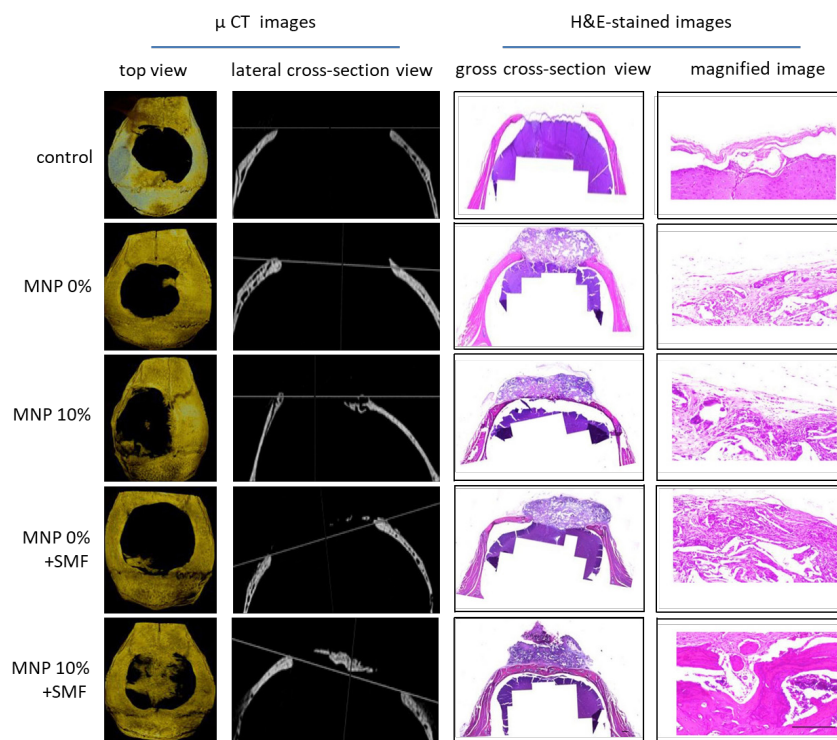 μ CT images
H&E-stained images
top view
lateral cross-section view
gross cross-section view
magnified image
control
MNP 0%
MNP 10%
MNP 0%
+SMF
MNP 10%
+SMF